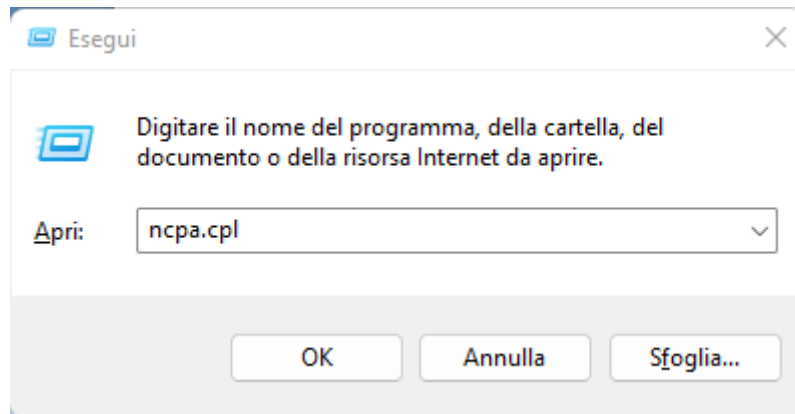 Esegui
Digitare il nome del programma, della cartella, del
documento o della risorsa Internet da aprire.
Apri: ncpa.cpl
OK Annulla Sfoglia...